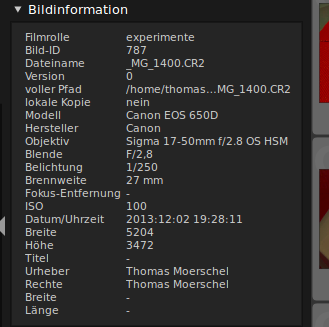 ▼ Bildinformation
Filmrolle experimente
Bild-ID 787
Dateiname _MG_1400.CR2
Version 0
voller Pfad /home/thomas...MG_1400.CR2
lokale Kopie nein
Modell Canon EOS 650D
Hersteller Canon
Objektiv Sigma 17-50mm f/2.8 OS HSM
Blende F/2,8
Belichtung 1/250
Brennweite 27 mm
Fokus-Entfernung -
ISO 100
Datum/Uhrzeit 2013:12:02 19:28:11
Breite 5204
Höhe 3472
Titel -
Urheber Thomas Moerschel
Rechte Thomas Moerschel
Breite -
Länge -